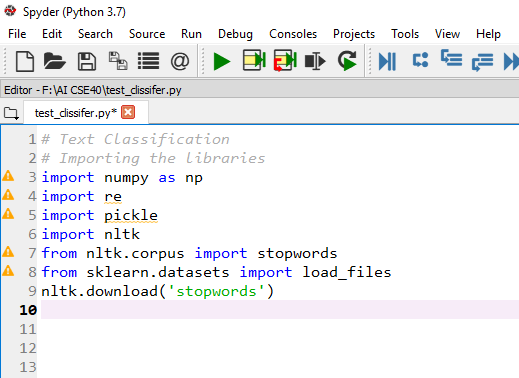 Spyder (Python 3.7)
File Edit Search Source Run Debug Consoles Projects Tools View Help
Editor - F:\AI CSE40\test_clissifer.py
test_clissifer.py*
1 # Text Classification
2 # Importing the libraries
3 import numpy as np
4 import re
5 import pickle
6 import nltk
7 from nltk.corpus import stopwords
8 from sklearn.datasets import load_files
9 nltk.download('stopwords')
10
11
12
13